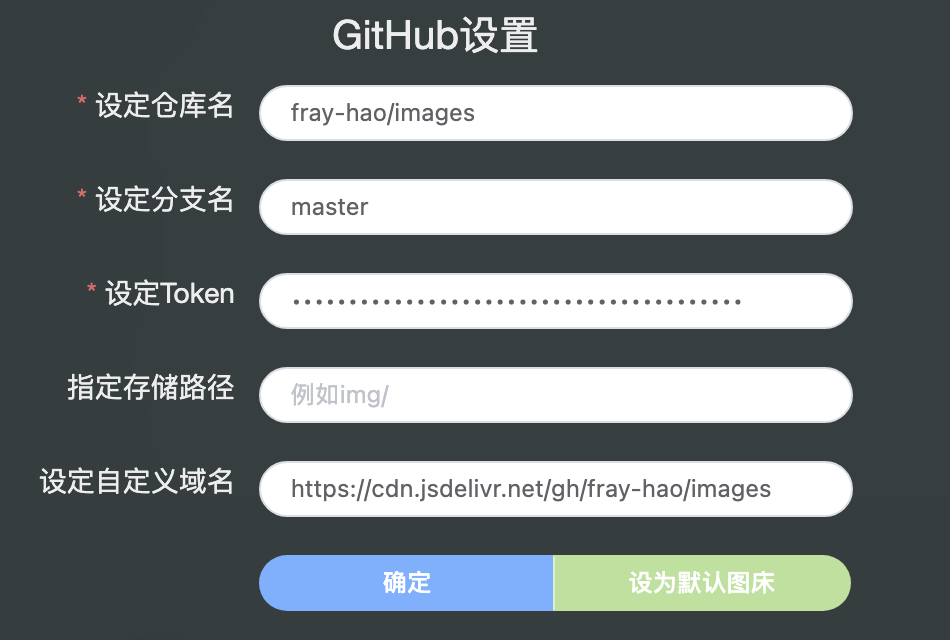 GitHub设置
* 设定仓库名 fray-hao/images
* 设定分支名 master
* 设定Token ••••••••••••••••••••••••••••••••••••••••
指定存储路径 例如img/
设定自定义域名 https://cdn.jsdelivr.net/gh/fray-hao/images
确定 设为默认图床